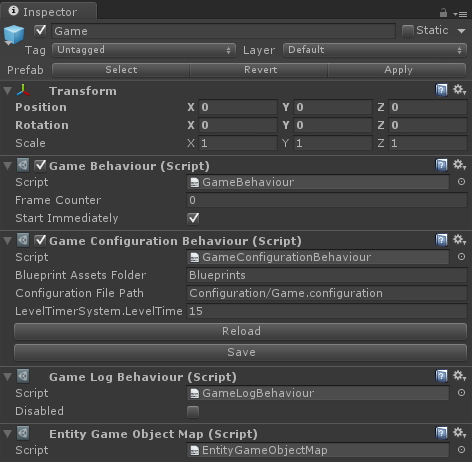 Inspector
Game
Static
Tag Untagged Layer Default
Prefab Select Revert Apply
Transform
Position X 0 Y 0 Z 0
Rotation X 0 Y 0 Z 0
Scale X 1 Y 1 Z 1
Game Behaviour (Script)
Script GameBehaviour
Frame Counter 0
Start Immediately
Game Configuration Behaviour (Script)
Script GameConfigurationBehaviour
Blueprint Assets Folder Blueprints
Configuration File Path Configuration/Game.configuration
LevelTimerSystem.LevelTime 15
Reload
Save
Game Log Behaviour (Script)
Script GameLogBehaviour
Disabled
Entity Game Object Map (Script)
Script EntityGameObjectMap